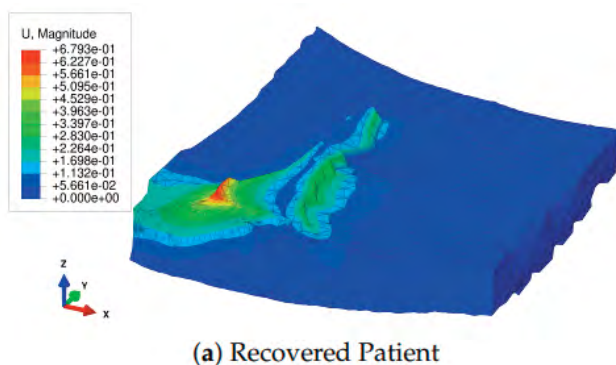 U, Magnitude
+6.793e-01
+6.227e-01
+5.661e-01
+5.095e-01
+4.529e-01
+3.963e-01
+3.397e-01
+2.830e-01
+2.264e-01
+1.698e-01
+1.132e-01
+5.661e-02
+0.000e+00
Z
Y
X
(a) Recovered Patient